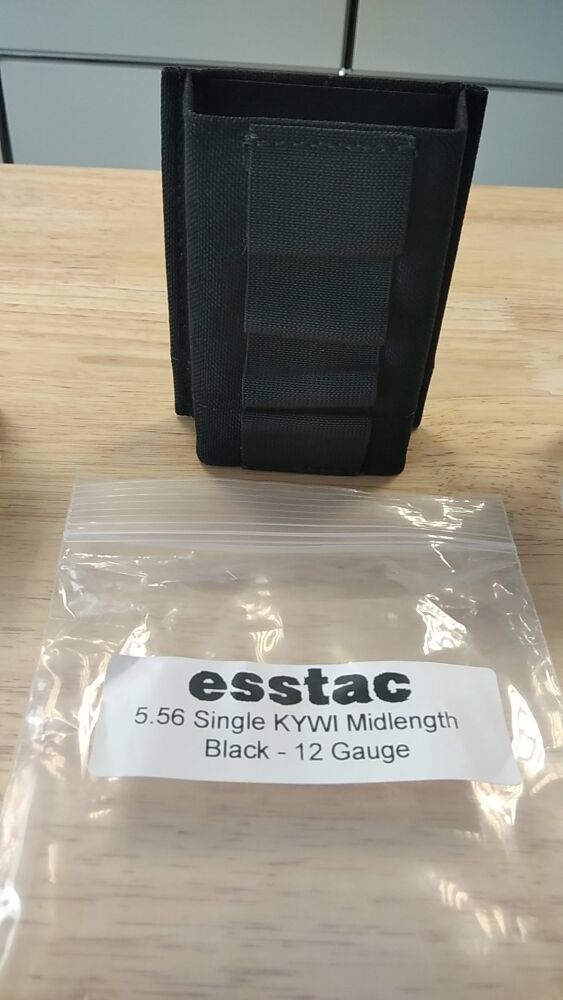 esstac
5.56 Single KYWI Midlength
Black - 12 Gauge